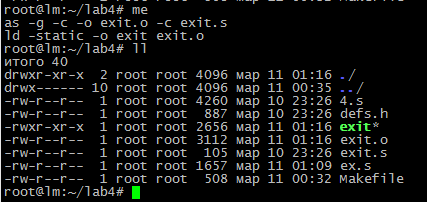 root@lm:~/lab4# me
as -g -c -o exit.o -c exit.s
ld -static -o exit exit.o
root@lm:~/lab4# ll
итого 40
drwxr-xr-x 2 root root 4096 мар 11 01:16 ./
drwx------ 10 root root 4096 мар 11 00:35 ../
-rw-r--r-- 1 root root 4260 мар 10 23:26 4.s
-rw-r--r-- 1 root root 887 мар 10 23:26 defs.h
-rwxr-xr-x 1 root root 2656 мар 11 01:16 exit*
-rw-r--r-- 1 root root 3112 мар 11 01:16 exit.o
-rw-r--r-- 1 root root 105 мар 10 23:26 exit.s
-rw-r--r-- 1 root root 1657 мар 11 01:09 ex.s
-rw-r--r-- 1 root root 508 мар 11 00:32 Makefile
root@lm:~/lab4#